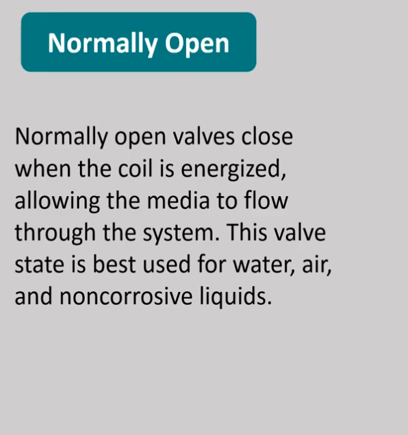 Normally Open
Normally open valves close
when the coil is energized,
allowing the media to flow
through the system. This valve
state is best used for water, air,
and noncorrosive liquids.